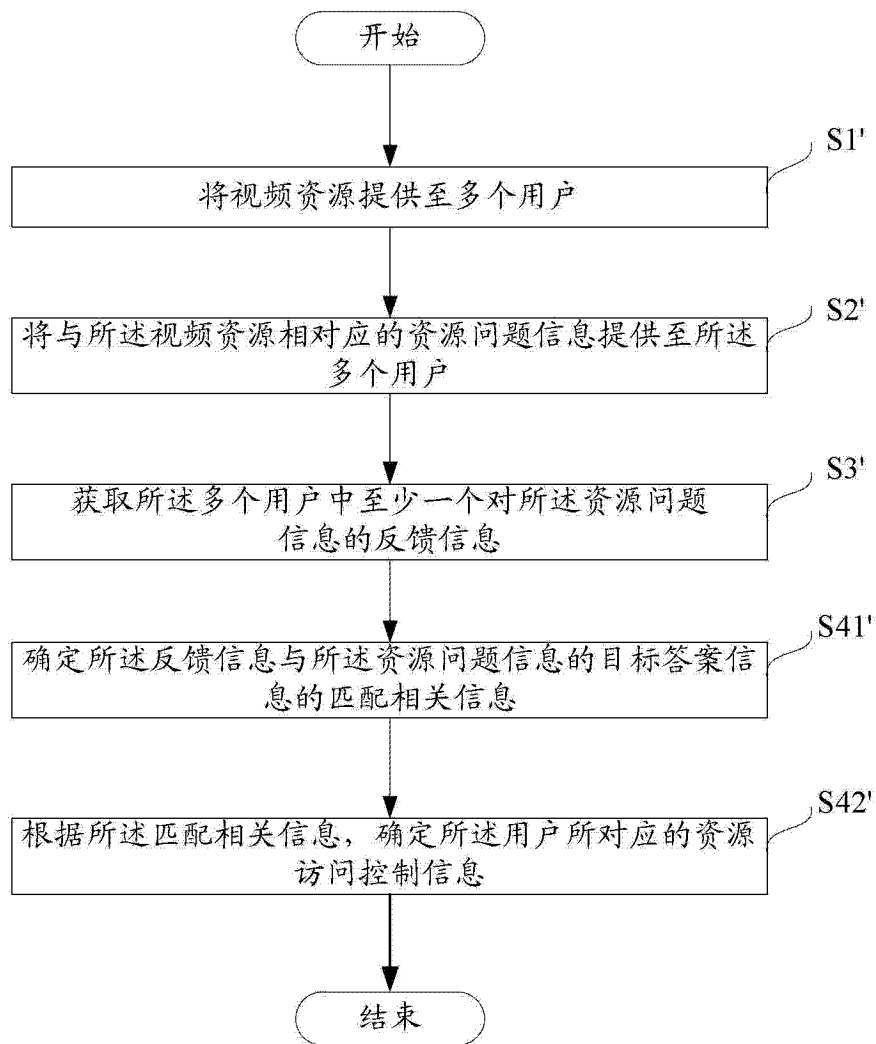 开始
S1'
将视频资源提供至多个用户
S2'
将与所述视频资源相对应的资源问题信息提供至所述
多个用户
S3'
获取所述多个用户中至少一个对所述资源问题
信息的反馈信息
S41'
确定所述反馈信息与所述资源问题信息的目标答案信
息的匹配相关信息
S42'
根据所述匹配相关信息，确定所述用户所对应的资源
访问控制信息
结束